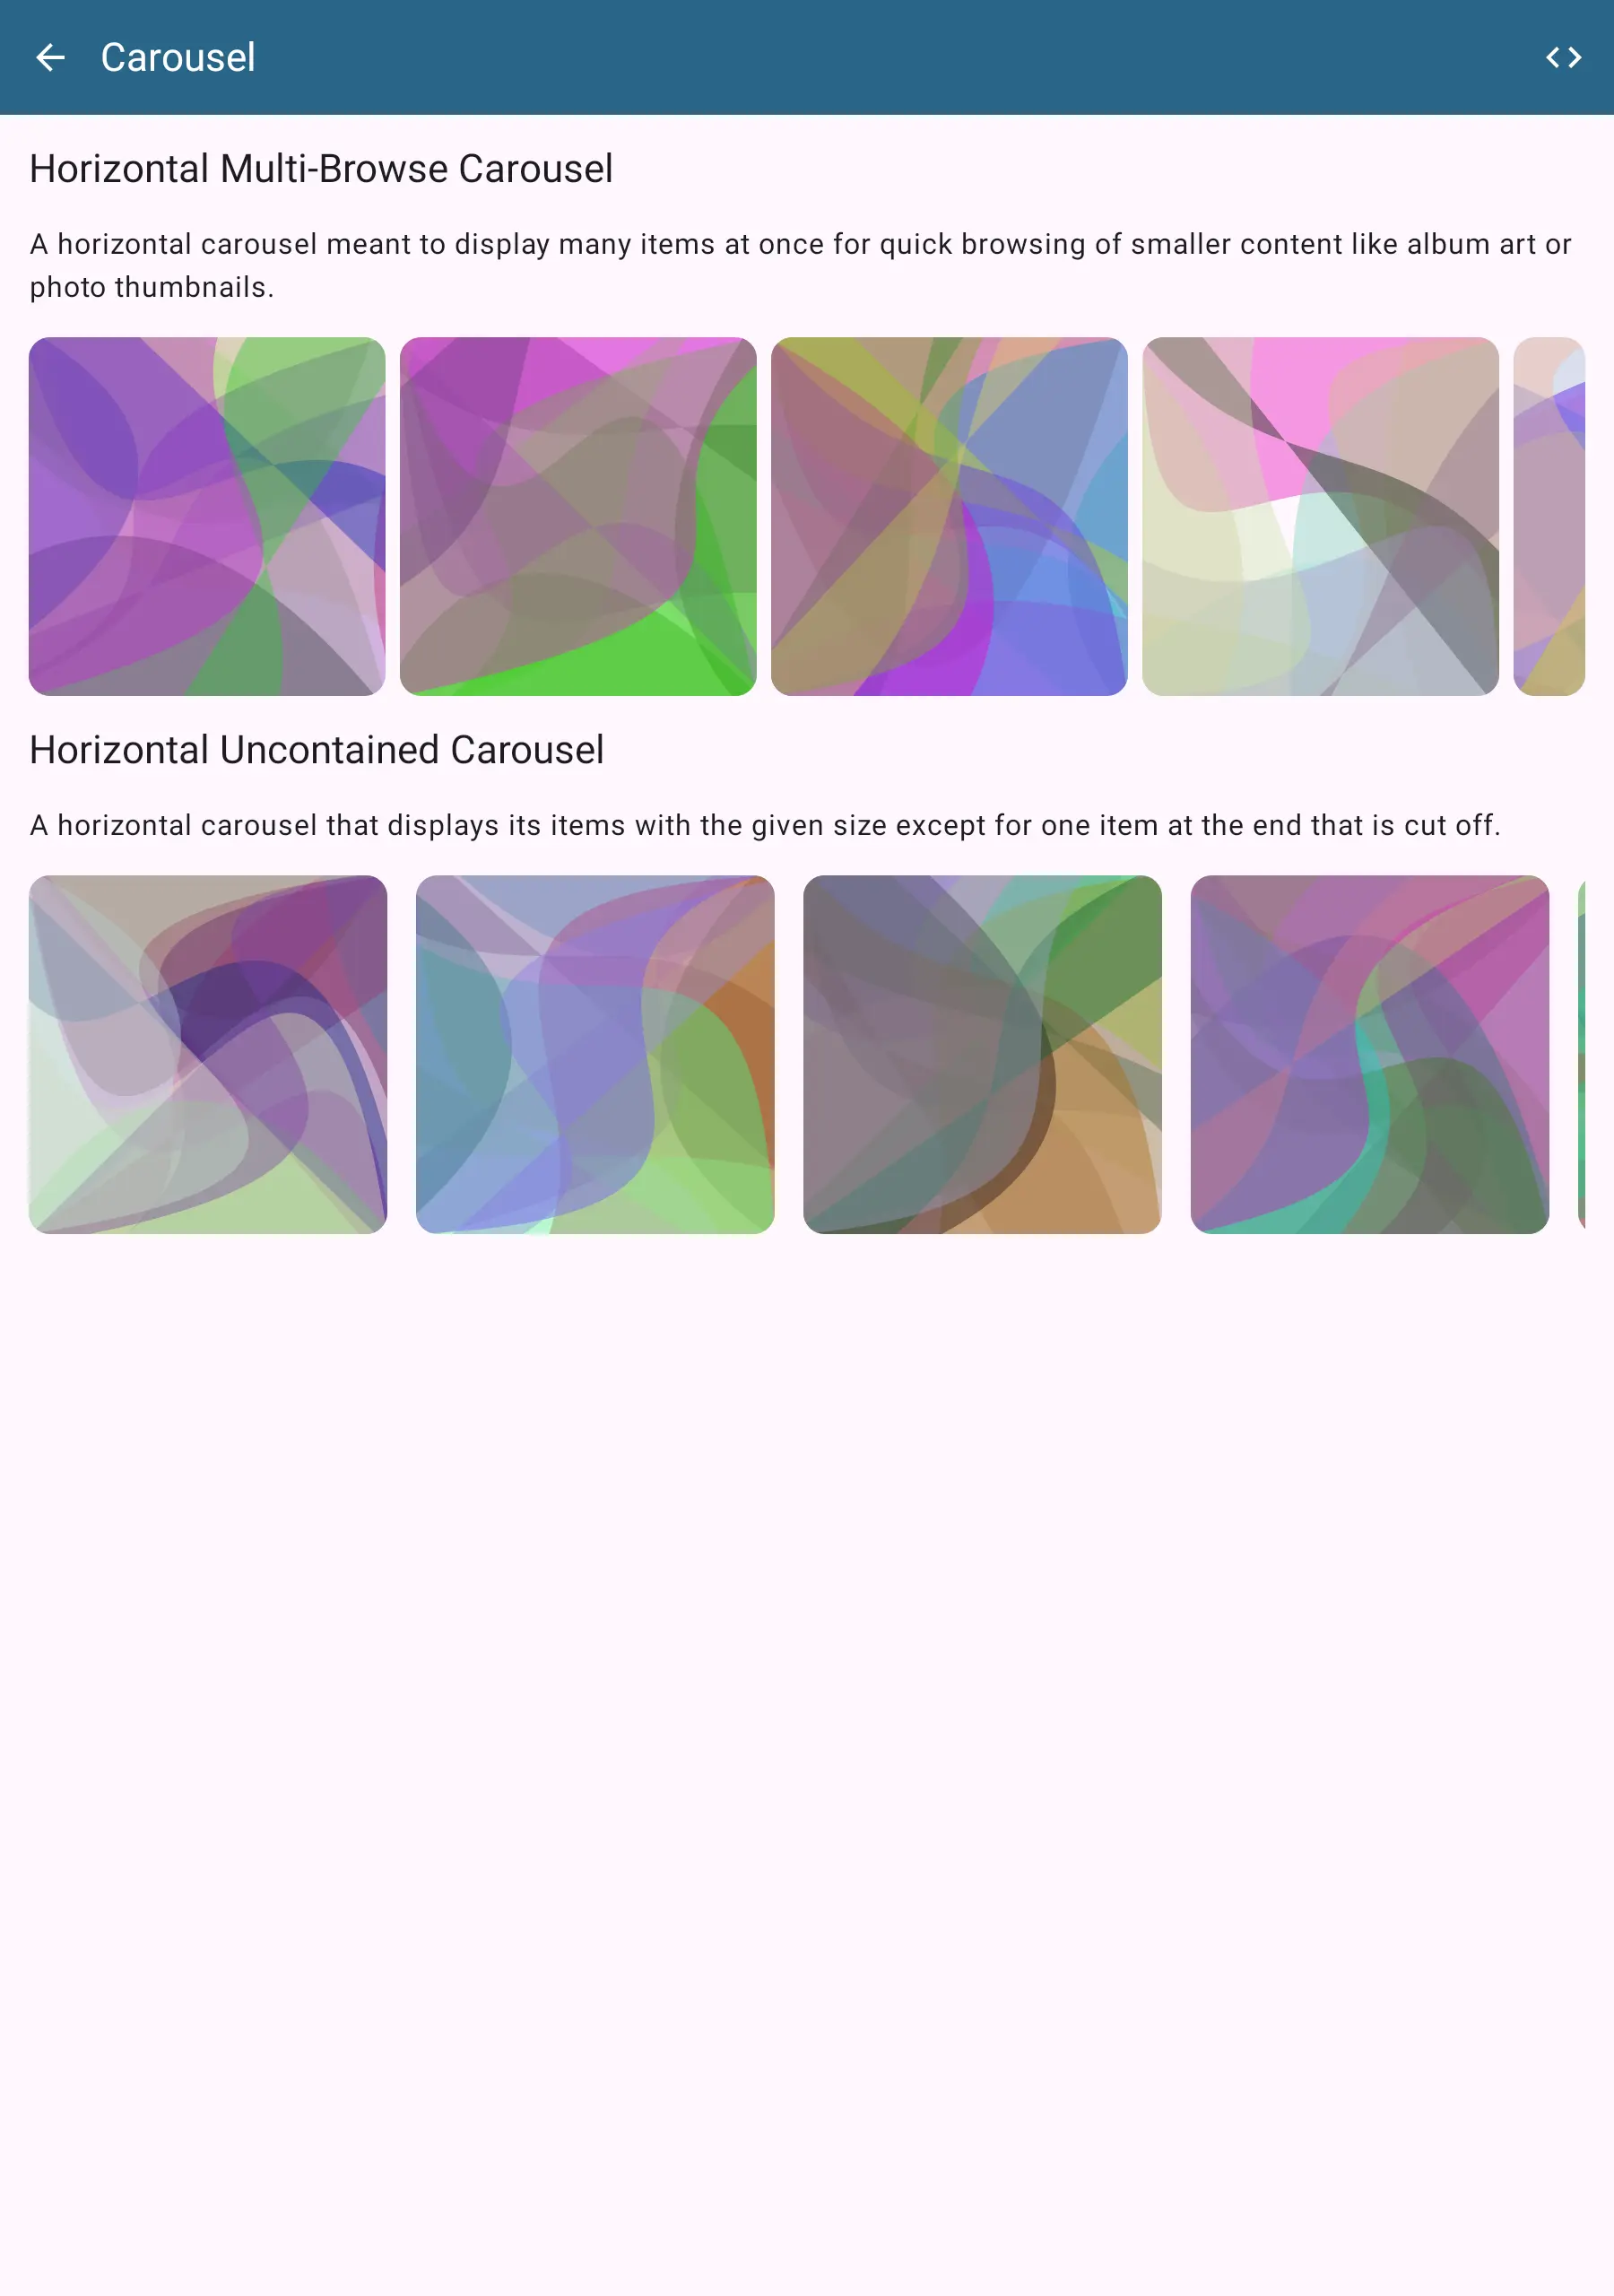 Carousel
Horizontal Multi-Browse Carousel
A horizontal carousel meant to display many items at once for quick browsing of smaller content like album art or
photo thumbnails.
Horizontal Uncontained Carousel
A horizontal carousel that displays its items with the given size except for one item at the end that is cut off.